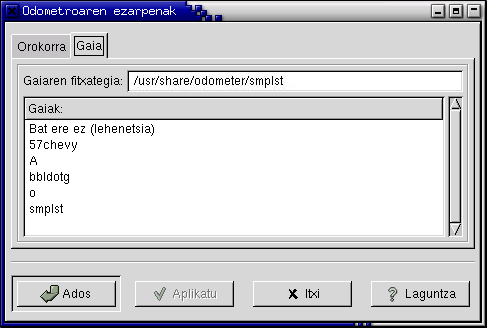 Odometroaren ezarpenak
Orokorra Gaia
Gaiaren fitxategia: /usr/share/odometer/smplst
Gaiak:
Bat ere ez (lehenetsia)
57chevy
A
bbldotg
o
smplst
Ados Aplikatu Itxi Laguntza